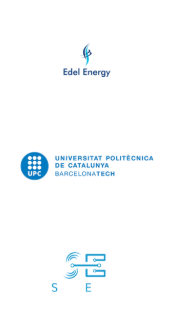 Edel Energy
UPC
UNIVERSITAT POLITÈCNICA
DE CATALUNYA
BARCELONATECH
S E